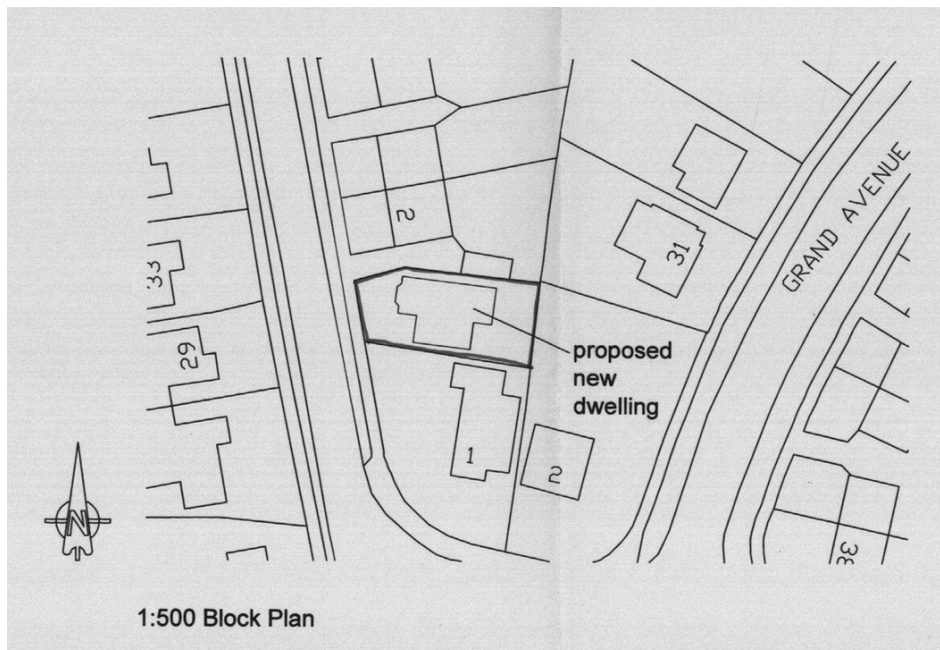 GRAND AVENUE
2
31
33
29
proposed
new
dwelling
1
2
N
1:500 Block Plan